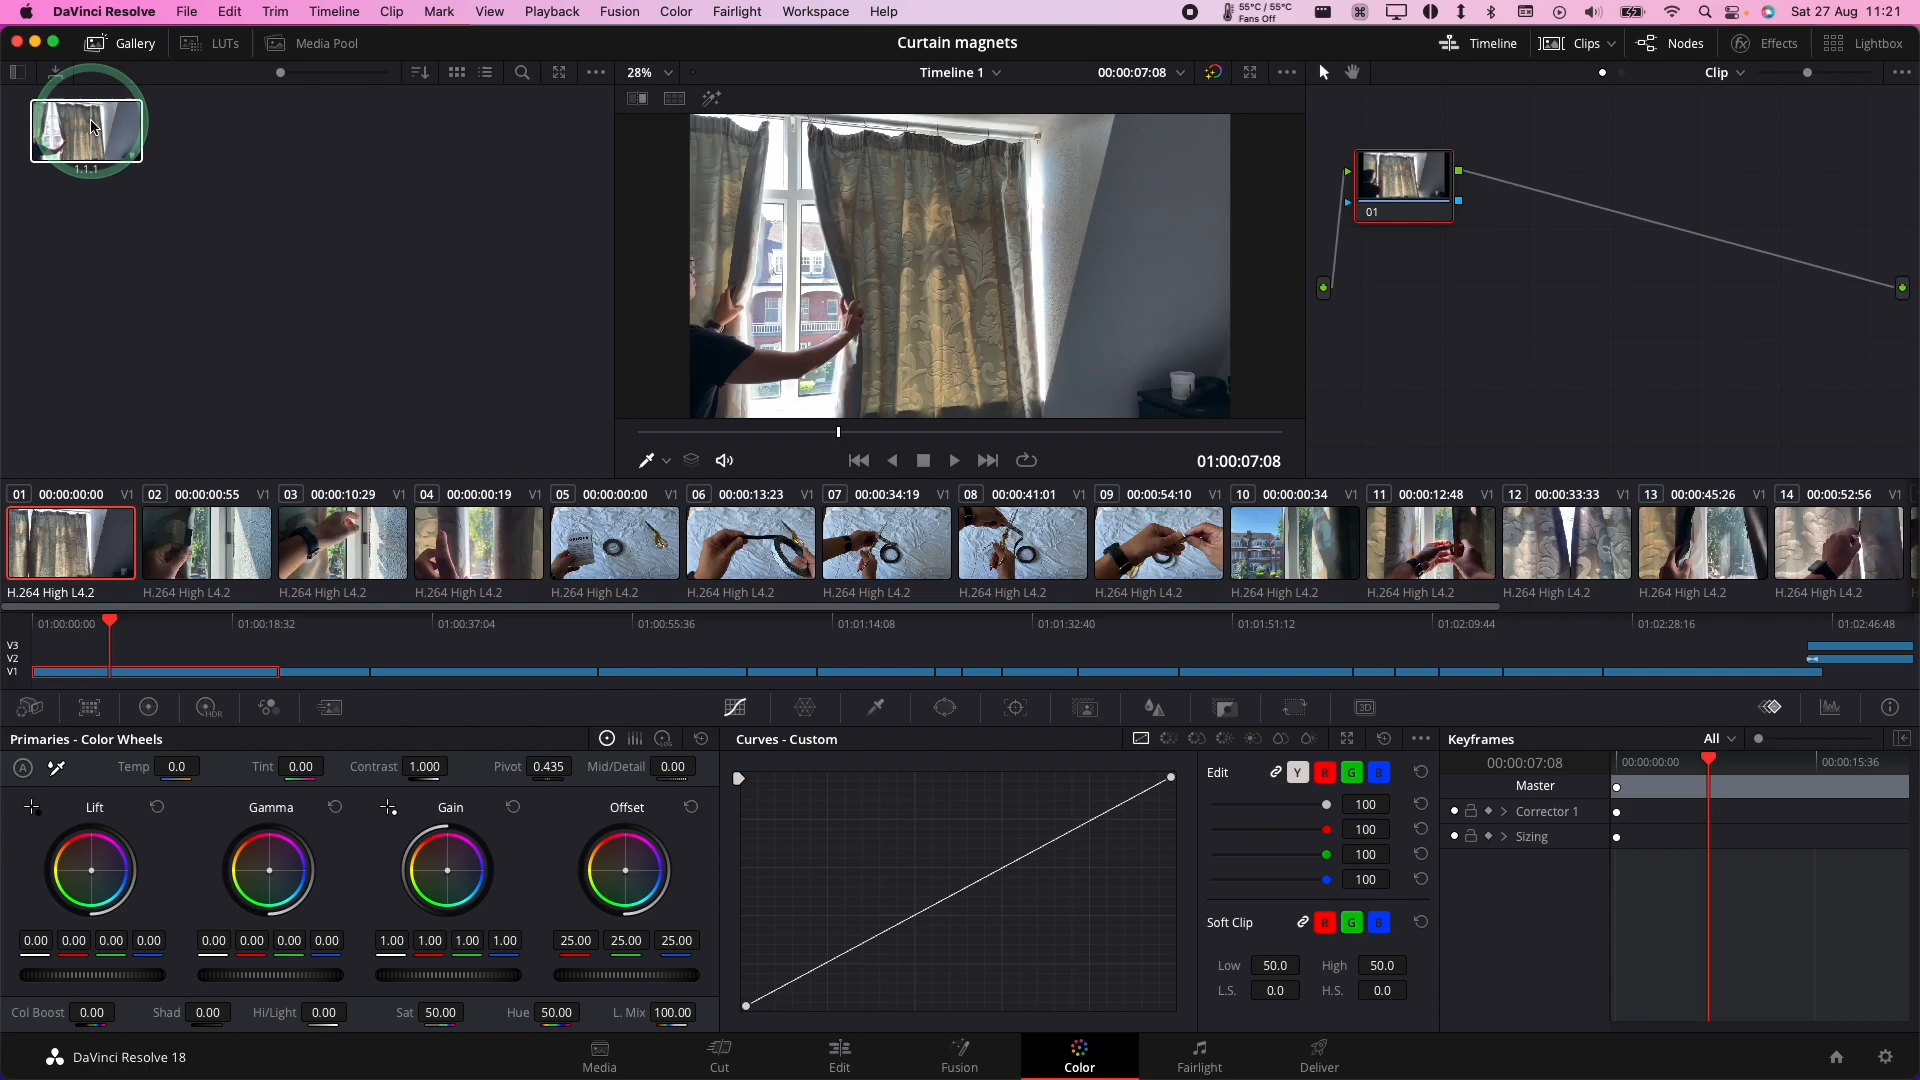 DaVinci Resolve File Edit Trim Timeline Clip Mark View Playback Fusion Color Fairlight Workspace Help 55°C / 55°C Fans Off Sat 27 Aug 11:21
Gallery LUTs Media Pool Curtain magnets Timeline Clips Nodes Effects Lightbox
28% Timeline 1 00:00:07:08 Clip
1.1.1
01
01:00:07:08
01 00:00:00:00 V1 02 00:00:00:55 V1 03 00:00:10:29 V1 04 00:00:00:19 V1 05 00:00:00:00 V1 06 00:00:13:23 V1 07 00:00:34:19 V1 08 00:00:41:01 V1 09 00:00:54:10 V1 10 00:00:00:34 V1 11 00:00:12:48 V1 12 00:00:33:33 V1 13 00:00:45:26 V1 14 00:00:52:56 V1
H.264 High L4.2 H.264 High L4.2 H.264 High L4.2 H.264 High L4.2 H.264 High L4.2 H.264 High L4.2 H.264 High L4.2 H.264 High L4.2 H.264 High L4.2 H.264 High L4.2 H.264 High L4.2 H.264 High L4.2 H.264 High L4.2 H.264 High L4.2
01:00:00:00 01:00:18:32 01:00:37:04 01:00:55:36 01:01:14:08 01:01:32:40 01:01:51:12 01:02:09:44 01:02:28:16 01:02:46:48
V3
V2
V1
HDR 3D
Primaries - Color Wheels LOG Curves - Custom Keyframes All
A Temp 0.0 Tint 0.00 Contrast 1.000 Pivot 0.435 Mid/Detail 0.00 Edit Y R G B 00:00:07:08 00:00:00:00 00:00:15:36
Master
Lift Gamma Gain Offset 100 Corrector 1
100 Sizing
100
100
Soft Clip R G B
0.00 0.00 0.00 0.00 0.00 0.00 0.00 0.00 1.00 1.00 1.00 1.00 25.00 25.00 25.00
Low 50.0 High 50.0
L.S. 0.0 H.S. 0.0
Col Boost 0.00 Shad 0.00 Hi/Light 0.00 Sat 50.00 Hue 50.00 L. Mix 100.00
DaVinci Resolve 18 Media Cut Edit Fusion Color Fairlight Deliver